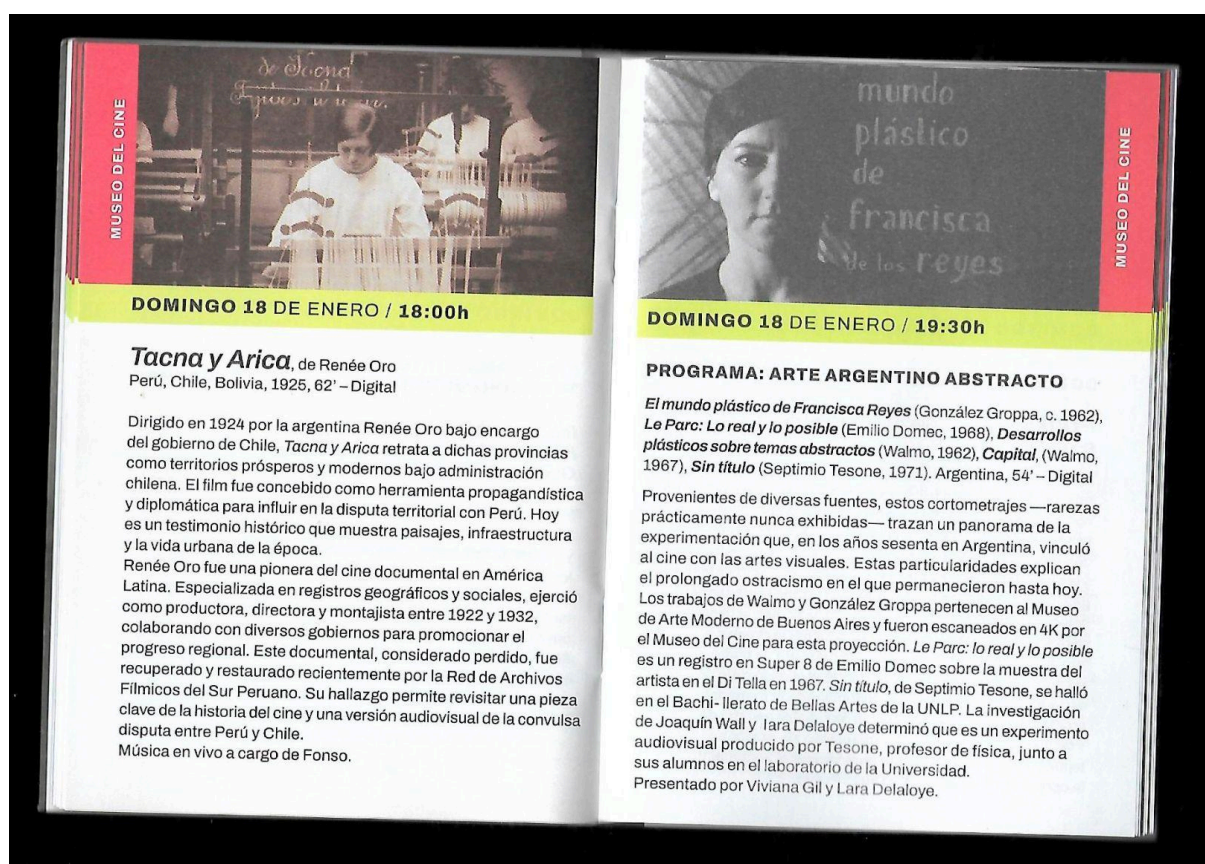 MUSEO DEL CINE
de Tacna
DOMINGO 18 DE ENERO / 18:00h
Tacna y Arica, de Renée Oro
Perú, Chile, Bolivia, 1925, 62' – Digital
Dirigido en 1924 por la argentina Renée Oro bajo encargo
del gobierno de Chile, Tacna y Arica retrata a dichas provincias
como territorios prósperos y modernos bajo administración
chilena. El film fue concebido como herramienta propagandística
y diplomática para influir en la disputa territorial con Perú. Hoy
es un testimonio histórico que muestra paisajes, infraestructura
y la vida urbana de la época.
Renée Oro fue una pionera del cine documental en América
Latina. Especializada en registros geográficos y sociales, ejerció
como productora, directora y montajista entre 1922 y 1932,
colaborando con diversos gobiernos para promocionar el
progreso regional. Este documental, considerado perdido, fue
recuperado y restaurado recientemente por la Red de Archivos
Fílmicos del Sur Peruano. Su hallazgo permite revisitar una pieza
clave de la historia del cine y una versión audiovisual de la convulsa
disputa entre Perú y Chile.
Música en vivo a cargo de Fonso.
mundo
plástico
de
francisca
de los reyes
MUSEO DEL CINE
DOMINGO 18 DE ENERO / 19:30h
PROGRAMA: ARTE ARGENTINO ABSTRACTO
El mundo plástico de Francisca Reyes (González Groppa, c. 1962),
Le Parc: Lo real y lo posible (Emilio Domec, 1968), Desarrollos
plásticos sobre temas abstractos (Walmo, 1962), Capital, (Walmo,
1967), Sin título (Septimio Tesone, 1971). Argentina, 54' – Digital
Provenientes de diversas fuentes, estos cortometrajes —rarezas
prácticamente nunca exhibidas— trazan un panorama de la
experimentación que, en los años sesenta en Argentina, vinculó
al cine con las artes visuales. Estas particularidades explican
el prolongado ostracismo en el que permanecieron hasta hoy.
Los trabajos de Walmo y González Groppa pertenecen al Museo
de Arte Moderno de Buenos Aires y fueron escaneados en 4K por
el Museo del Cine para esta proyección. Le Parc: lo real y lo posible
es un registro en Super 8 de Emilio Domec sobre la muestra del
artista en el Di Tella en 1967. Sin título, de Septimio Tesone, se halló
en el Bachi- llerato de Bellas Artes de la UNLP. La investigación
de Joaquín Wall y Iara Delaloye determinó que es un experimento
audiovisual producido por Tesone, profesor de física, junto a
sus alumnos en el laboratorio de la Universidad.
Presentado por Viviana Gil y Lara Delaloye.